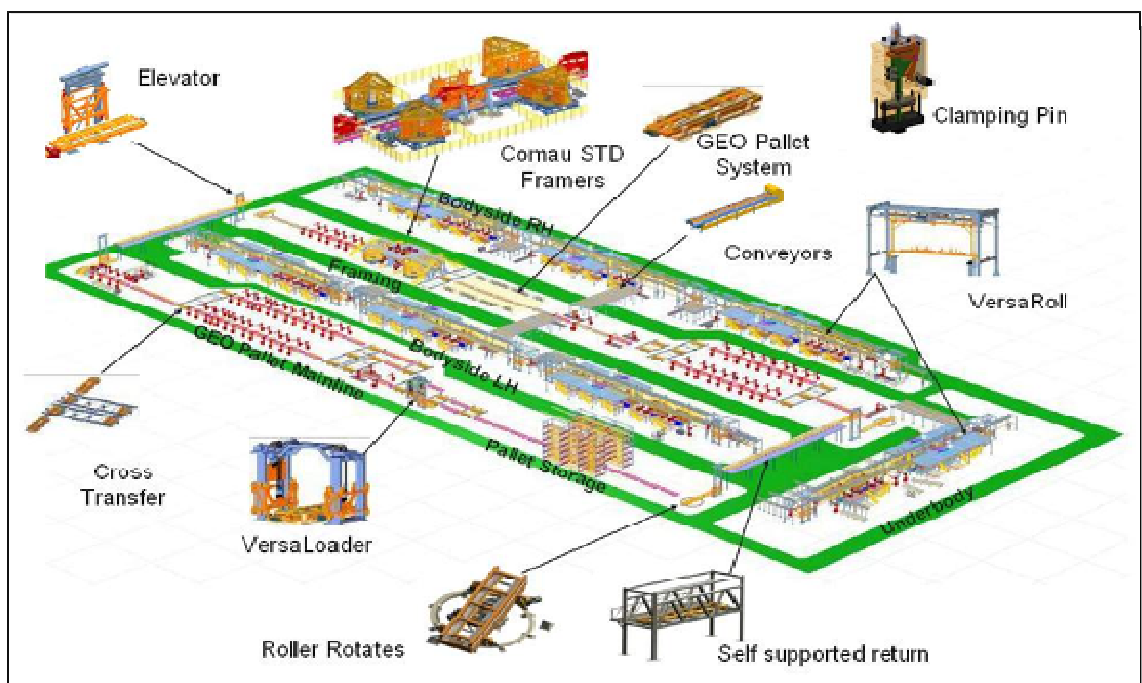 Elevator
Comau STD
Framers
GEO Pallet
System
Clamping Pin
Conveyors
VersaRoll
Bodyside RH
Framing
Bodyside LH
GEO Pallet Mainline
Pallet Storage
Underbody
Cross
Transfer
VersaLoader
Roller Rotates
Self supported return